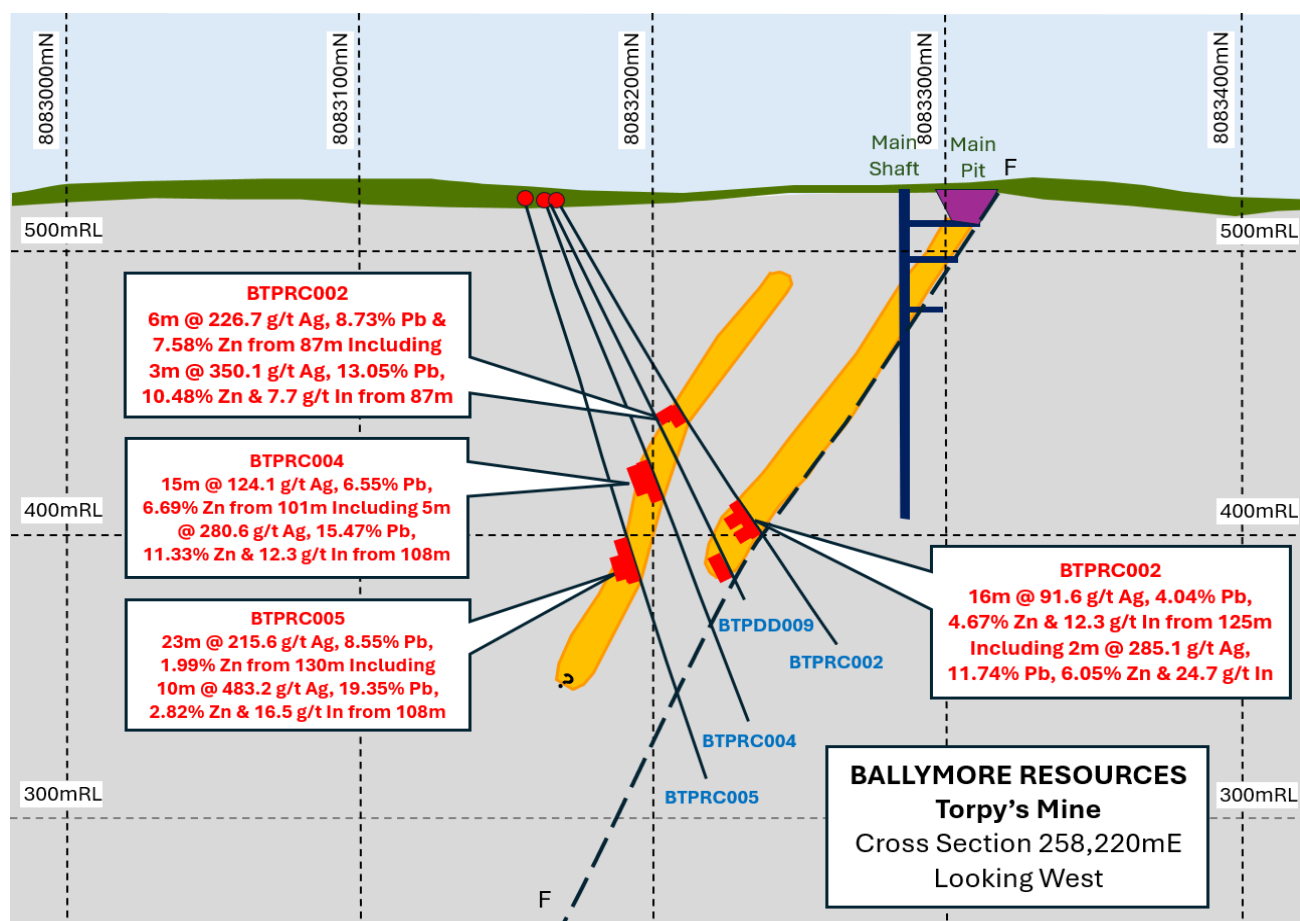 8083000mN
8083100mN
8083200mN
8083300mN
8083400mN
Main
Shaft
Main
Pit
F
500mRL
500mRL
BTPRC002
6m @ 226.7 g/t Ag, 8.73% Pb &
7.58% Zn from 87m Including
3m @ 350.1 g/t Ag, 13.05% Pb,
10.48% Zn & 7.7 g/t In from 87m
BTPRC004
15m @ 124.1 g/t Ag, 6.55% Pb,
6.69% Zn from 101m Including 5m
@ 280.6 g/t Ag, 15.47% Pb,
11.33% Zn & 12.3 g/t In from 108m
400mRL
400mRL
BTPRC005
23m @ 215.6 g/t Ag, 8.55% Pb,
1.99% Zn from 130m Including
10m @ 483.2 g/t Ag, 19.35% Pb,
2.82% Zn & 16.5 g/t In from 108m
BTPRC002
16m @ 91.6 g/t Ag, 4.04% Pb,
4.67% Zn & 12.3 g/t In from 125m
Including 2m @ 285.1 g/t Ag,
11.74% Pb, 6.05% Zn & 24.7 g/t In
BTPDD009
BTPRC002
?
BTPRC004
BTPRC005
300mRL
300mRL
BALLYMORE RESOURCES
Torpy's Mine
Cross Section 258,220mE
Looking West
F